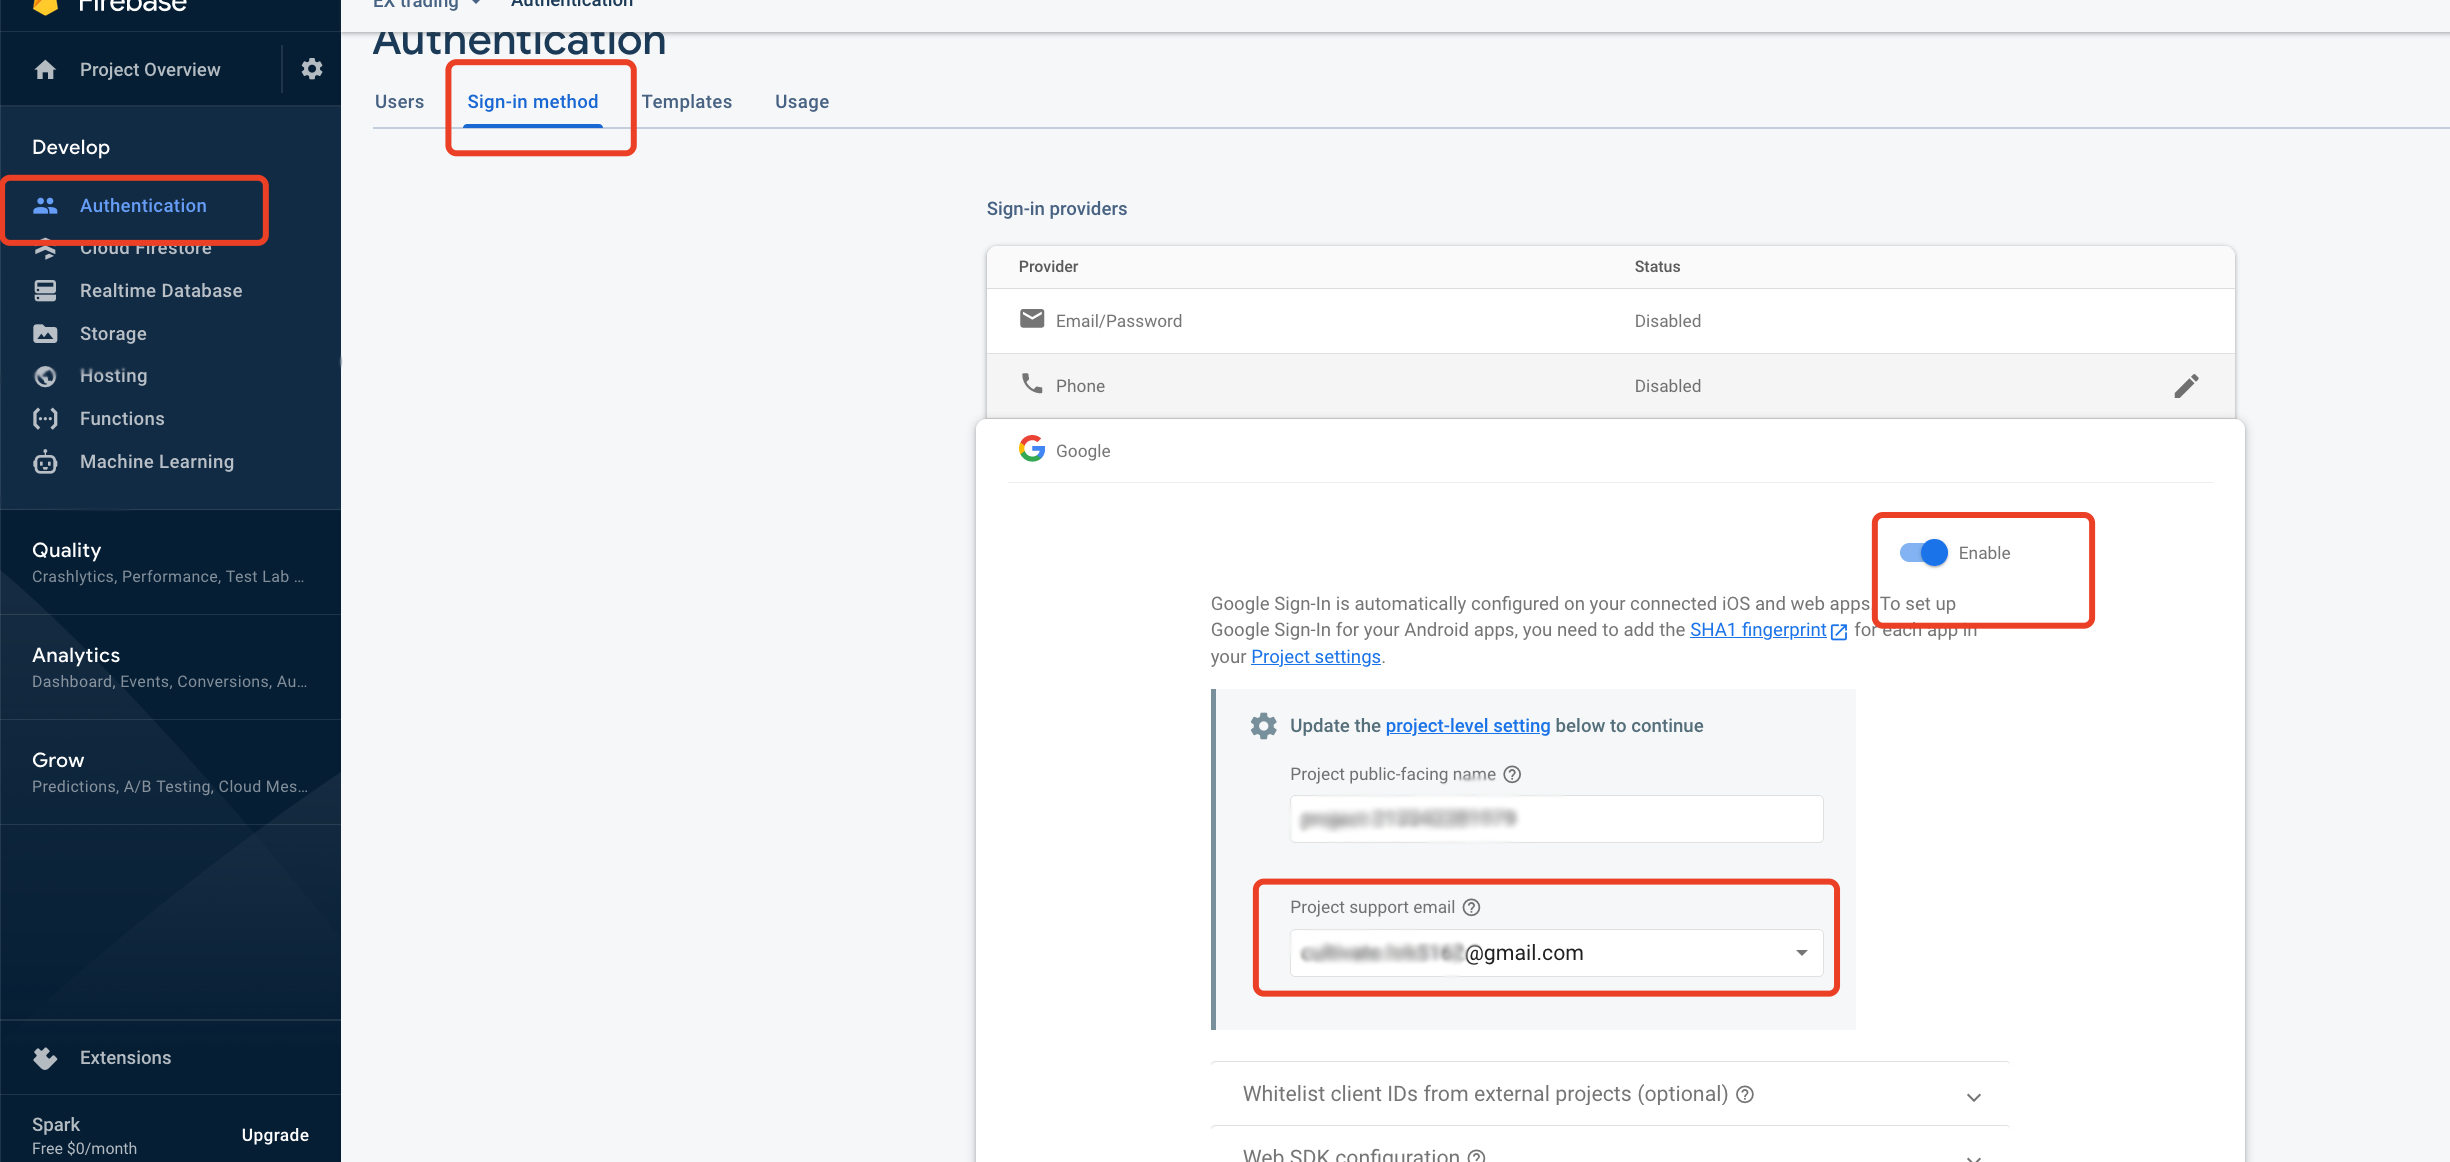 Firebase
EX trading
Authentication
Authentication
Project Overview
Users
Sign-in method
Templates
Usage
Develop
Authentication
Cloud Firestore
Realtime Database
Storage
Hosting
Functions
Machine Learning
Quality
Crashlytics, Performance, Test Lab ...
Analytics
Dashboard, Events, Conversions, Au...
Grow
Predictions, A/B Testing, Cloud Mes...
Extensions
Spark
Free $0/month
Upgrade
Sign-in providers
Provider
Status
Email/Password
Disabled
Phone
Disabled
Google
Enable
Google Sign-In is automatically configured on your connected iOS and web apps. To set up
Google Sign-In for your Android apps, you need to add the SHA1 fingerprint for each app in
your Project settings.
Update the project-level setting below to continue
Project public-facing name
Project support email
@gmail.com
Whitelist client IDs from external projects (optional)
Web SDK configuration